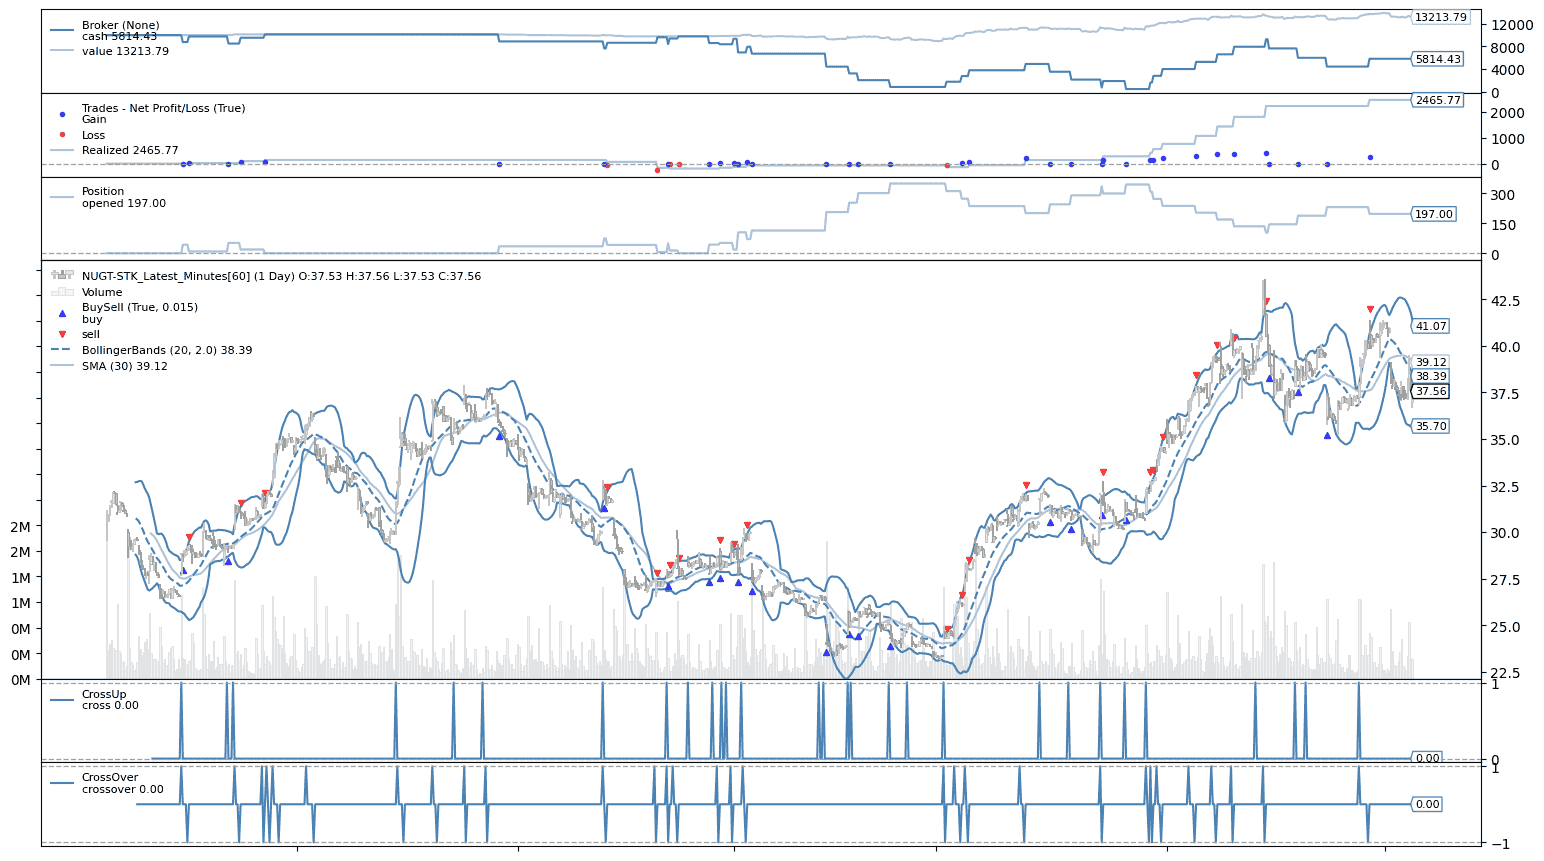 Broker (None)
cash 5814.43
value 13213.79
13213.79
12000
8000
5814.43
4000
0
Trades - Net Profit/Loss (True)
Gain
Loss
Realized 2465.77
2465.77
2000
1000
0
Position
opened 197.00
300
197.00
150
0
NUGT-STK_Latest_Minutes[60] (1 Day) O:37.53 H:37.56 L:37.53 C:37.56
Volume
BuySell (True, 0.015)
buy
sell
BollingerBands (20, 2.0) 38.39
SMA (30) 39.12
42.5
41.07
40.0
39.12
38.39
37.56
37.5
35.70
35.0
32.5
30.0
27.5
25.0
22.5
2M
2M
1M
1M
0M
0M
0M
CrossUp
cross 0.00
1
0.00
0
CrossOver
crossover 0.00
1
0.00
−1